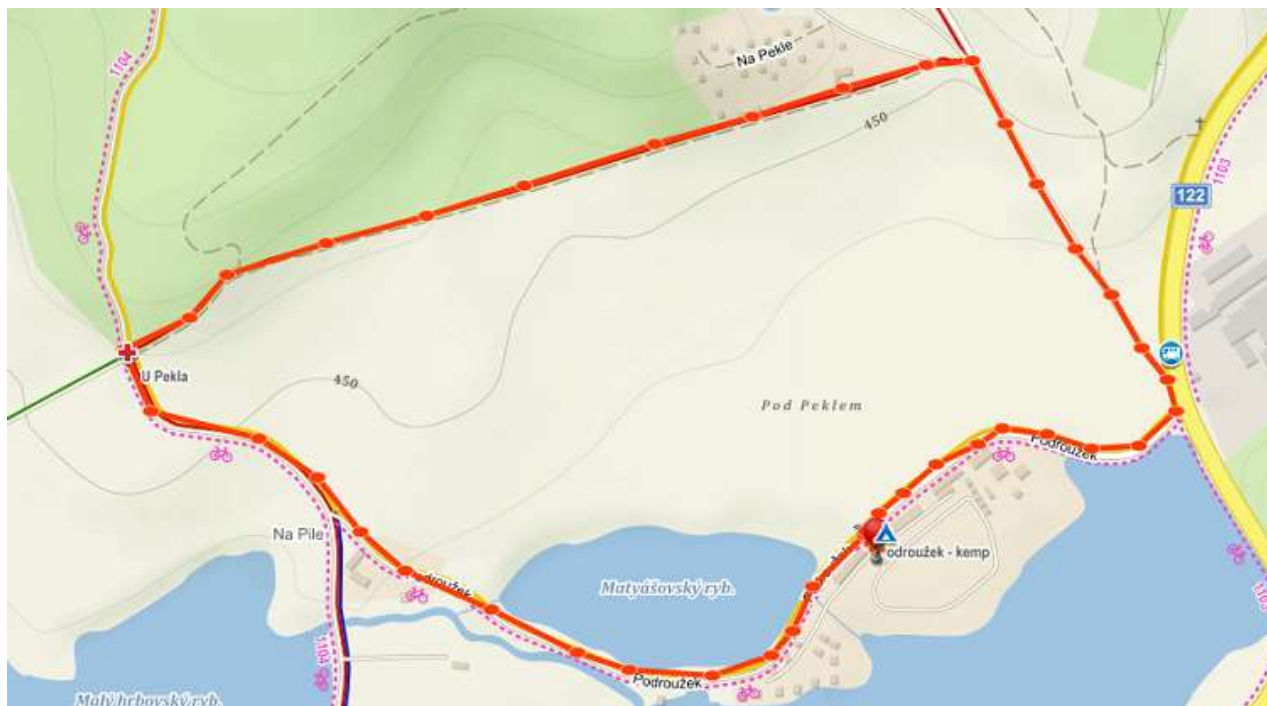 1104
Na Pekle
450
1103
122
U Pekla
450
Pod Peklem
Podroužek
Na Pile
odroužek - kemp
Matyášovský ryb.
droužek
1104
Podroužek
Malý hrbovský ryb.